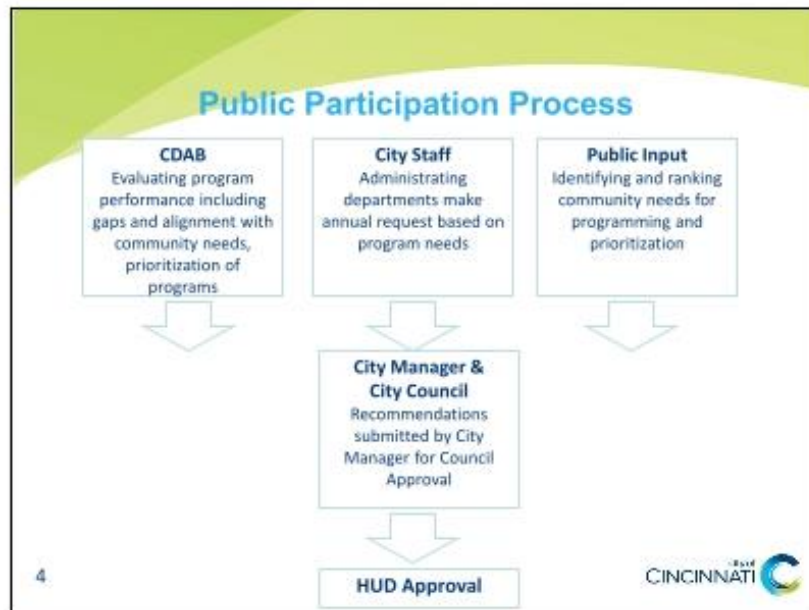 Public Participation Process
CDAB
Evaluating program
performance including
gaps and alignment with
community needs,
prioritization of
programs
City Staff
Administrating
departments make
annual request based on
program needs
Public Input
Identifying and ranking
community needs for
programming and
prioritization
City Manager &
City Council
Recommendations
submitted by City
Manager for Council
Approval
HUD Approval
4
city of
CINCINNATI